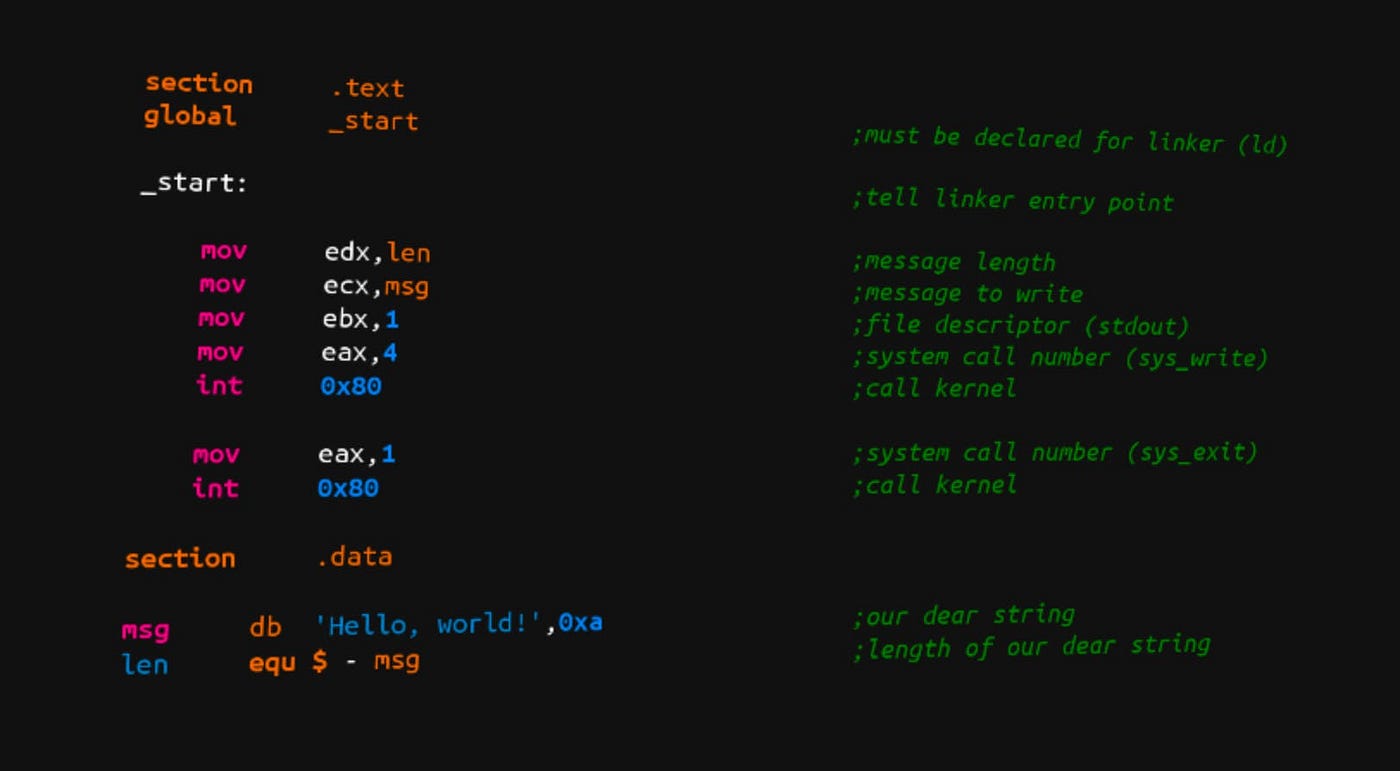 section .text
global _start ;must be declared for linker (ld)
_start: ;tell linker entry point
mov edx,len ;message length
mov ecx,msg ;message to write
mov ebx,1 ;file descriptor (stdout)
mov eax,4 ;system call number (sys_write)
int 0x80 ;call kernel
mov eax,1 ;system call number (sys_exit)
int 0x80 ;call kernel
section .data
msg db 'Hello, world!',0xa ;our dear string
len equ $ - msg ;length of our dear string